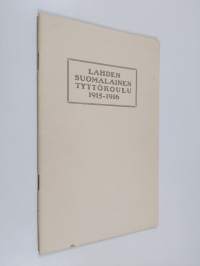 LAHDEN
SUOMALAINEN
TYTTÖKOULU
1915-1916